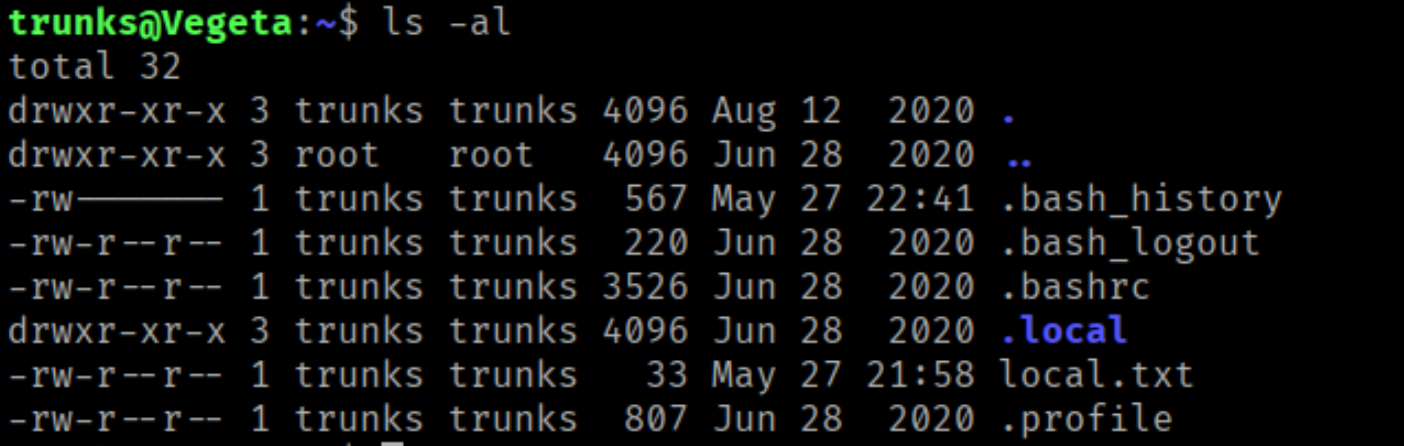 trunks@Vegeta:~$ ls -al
total 32
drwxr-xr-x 3 trunks trunks 4096 Aug 12  2020 .
drwxr-xr-x 3 root   root   4096 Jun 28  2020 ..
-rw------- 1 trunks trunks  567 May 27 22:41 .bash_history
-rw-r--r-- 1 trunks trunks  220 Jun 28  2020 .bash_logout
-rw-r--r-- 1 trunks trunks 3526 Jun 28  2020 .bashrc
drwxr-xr-x 3 trunks trunks 4096 Jun 28  2020 .local
-rw-r--r-- 1 trunks trunks   33 May 27 21:58 local.txt
-rw-r--r-- 1 trunks trunks  807 Jun 28  2020 .profile